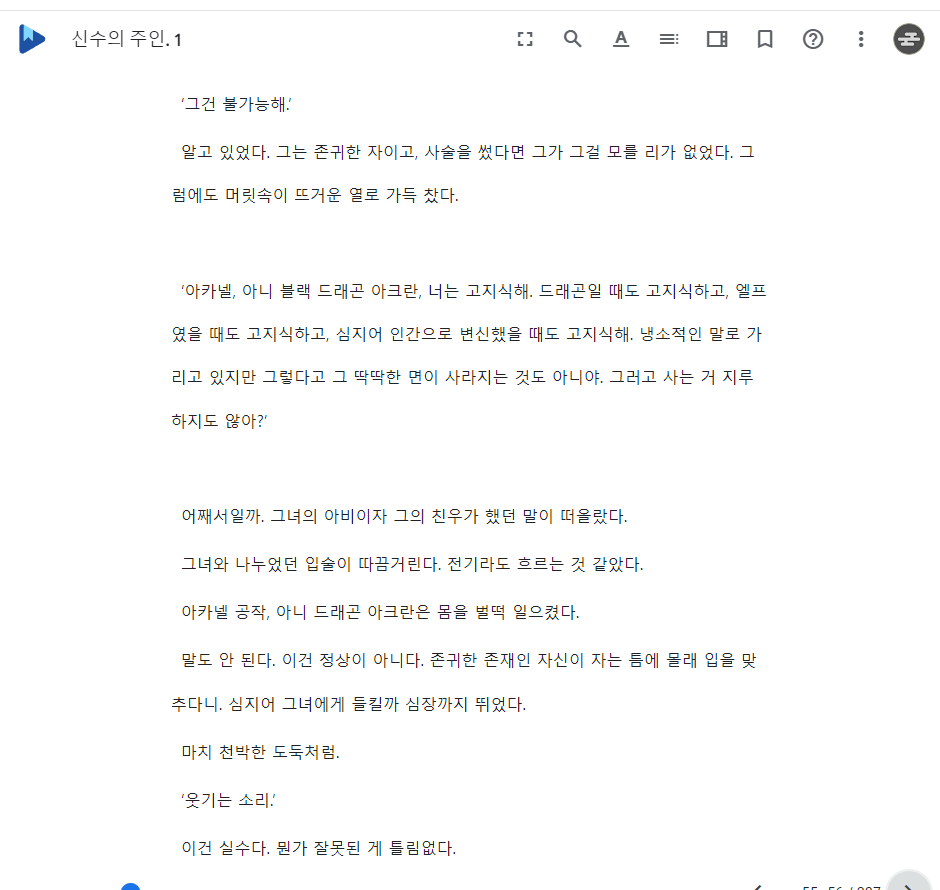 신수의 주인. 1
‘그건 불가능해.’
알고 있었다. 그는 존귀한 자이고, 사술을 썼다면 그가 그걸 모를 리가 없었다. 그
럼에도 머릿속이 뜨거운 열로 가득 찼다.
‘아카넬, 아니 블랙 드래곤 아크란, 너는 고지식해. 드래곤일 때도 고지식하고, 엘프
였을 때도 고지식하고, 심지어 인간으로 변신했을 때도 고지식해. 냉소적인 말로 가
리고 있지만 그렇다고 그 딱딱한 면이 사라지는 것도 아니야. 그러고 사는 거 지루
하지도 않아?’
어째서일까. 그녀의 아비이자 그의 친우가 했던 말이 떠올랐다.
그녀와 나누었던 입술이 따끔거린다. 전기라도 흐르는 것 같았다.
아카넬 공작, 아니 드래곤 아크란은 몸을 벌떡 일으켰다.
말도 안 된다. 이건 정상이 아니다. 존귀한 존재인 자신이 자는 틈에 몰래 입을 맞
추다니. 심지어 그녀에게 들킬까 심장까지 뛰었다.
마치 천박한 도둑처럼.
‘웃기는 소리.’
이건 실수다. 뭔가 잘못된 게 틀림없다.